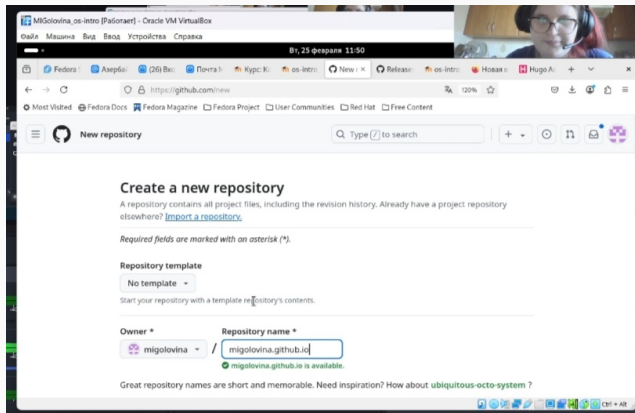 MIGolovina_os-intro [Работает] - Oracle VM VirtualBox
Файл Машина Вид Ввод Устройства Справка
Вт, 25 февраля 11:50
Fedora Азерба (26) Вхо Почта Курс: К os-intro New r Release os-intro Новая в Hugo A
https://github.com/new 120%
Most Visited Fedora Docs Fedora Magazine Fedora Project User Communities Red Hat Free Content
New repository Type / to search
Create a new repository
A repository contains all project files, including the revision history. Already have a project repository
elsewhere? Import a repository.
Required fields are marked with an asterisk (*).
Repository template
No template
Start your repository with a template repository's contents.
Owner * Repository name *
migolovina / migolovina.github.io
migolovina.github.io is available.
Great repository names are short and memorable. Need inspiration? How about ubiquitous-octo-system ?
Ctrl + Alt